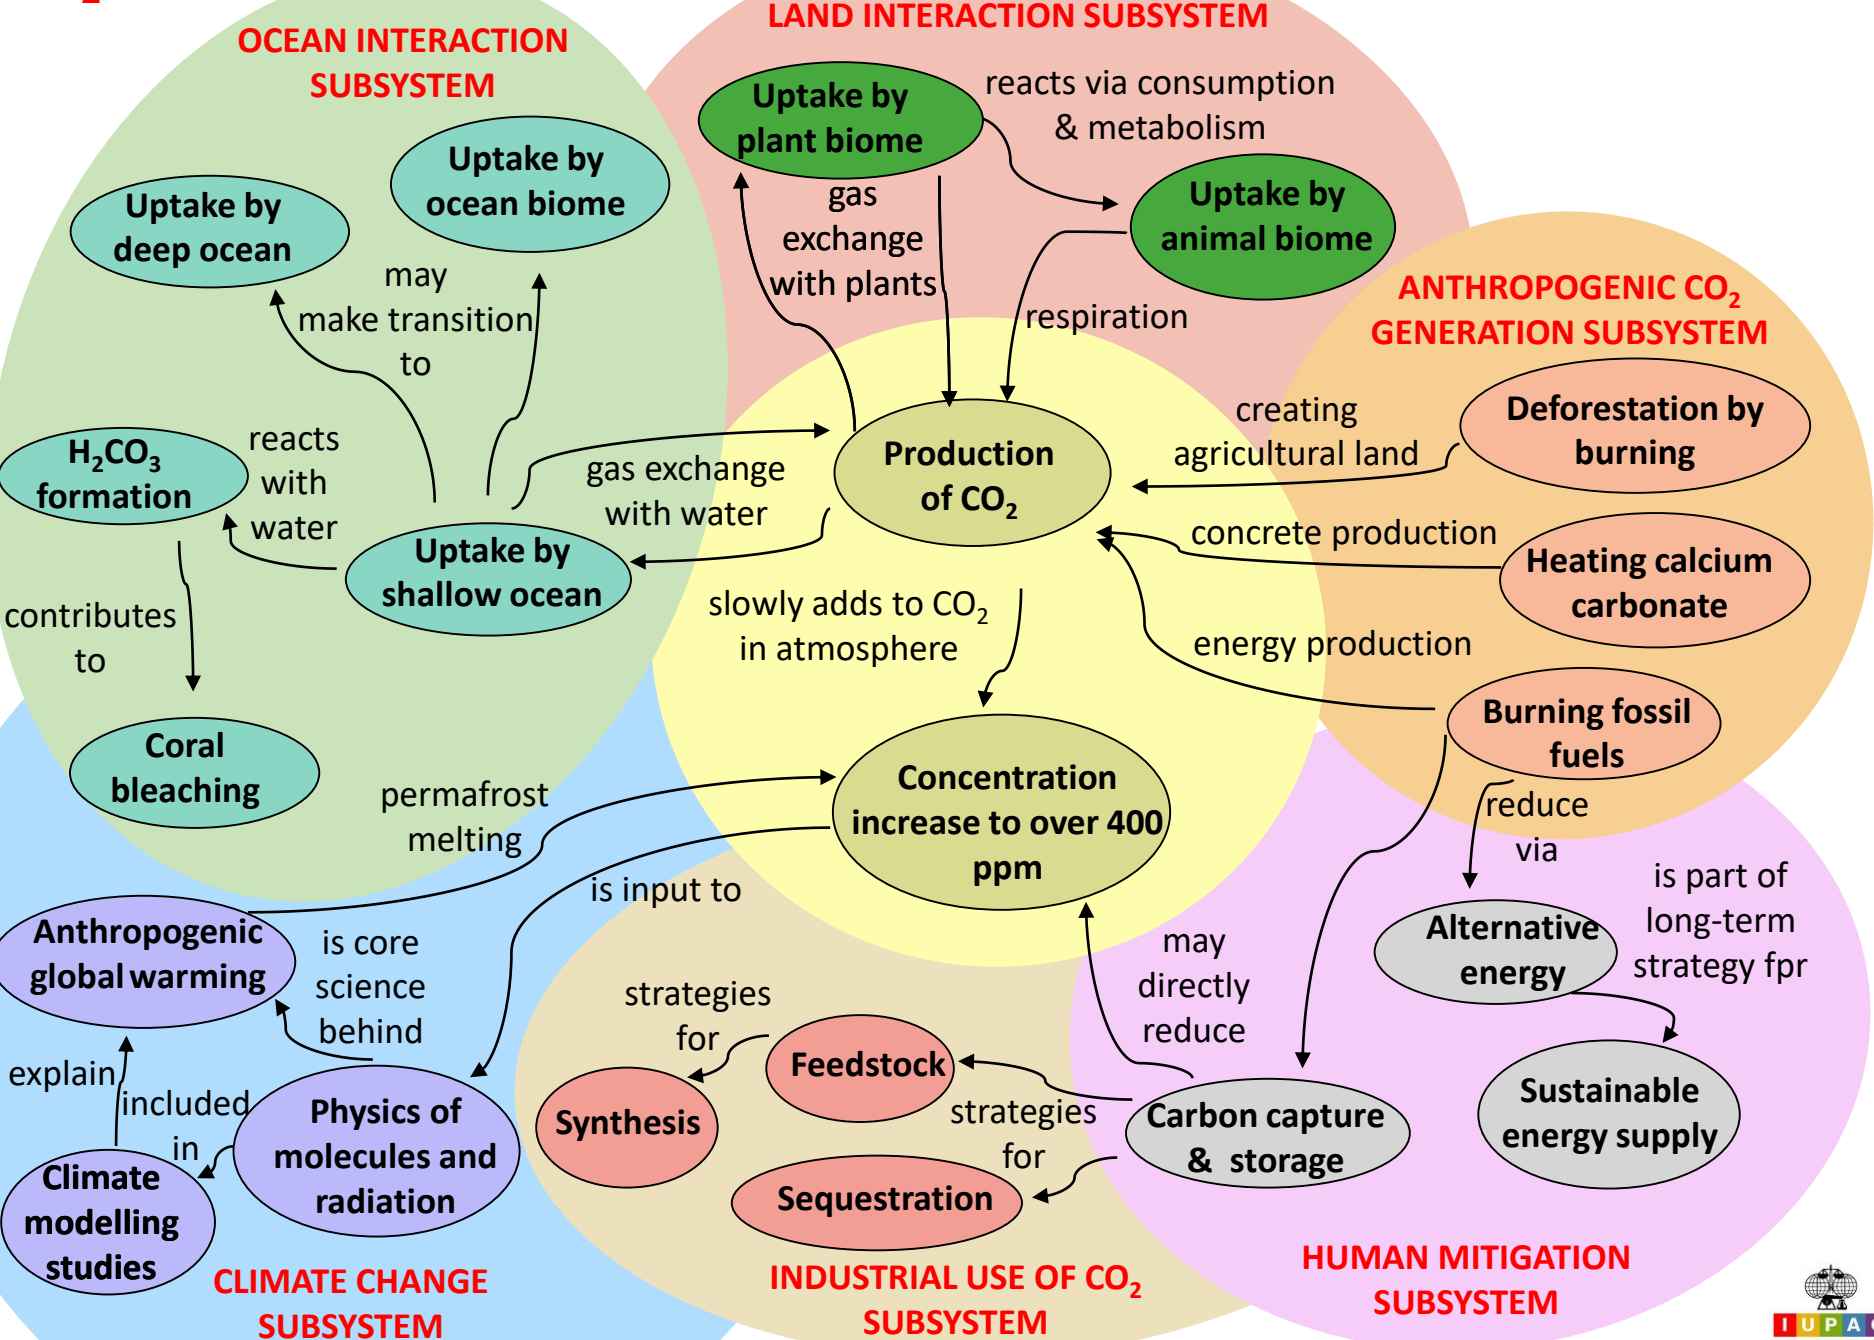 2
OCEAN INTERACTION
SUBSYSTEM
LAND INTERACTION SUBSYSTEM
Uptake by
plant biome
reacts via consumption
& metabolism
Uptake by
ocean biome
Uptake by
deep ocean
gas
exchange
with plants
Uptake by
animal biome
may
make transition
to
respiration
ANTHROPOGENIC CO₂
GENERATION SUBSYSTEM
H₂CO₃
formation
reacts
with
water
gas exchange
with water
Production
of CO₂
creating
agricultural land
Deforestation by
burning
concrete production
Heating calcium
carbonate
Uptake by
shallow ocean
contributes
to
slowly adds to CO₂
in atmosphere
energy production
Burning fossil
fuels
Coral
bleaching
permafrost
melting
Concentration
increase to over 400
ppm
reduce
via
is input to
Anthropogenic
global warming
is core
science
behind
strategies
for
may
directly
reduce
Alternative
energy
is part of
long-term
strategy fpr
explain
included
in
Physics of
molecules and
radiation
Synthesis
Feedstock
strategies
for
Carbon capture
& storage
Sustainable
energy supply
Climate
modelling
studies
Sequestration
CLIMATE CHANGE
SUBSYSTEM
INDUSTRIAL USE OF CO₂
SUBSYSTEM
HUMAN MITIGATION
SUBSYSTEM
I U P A